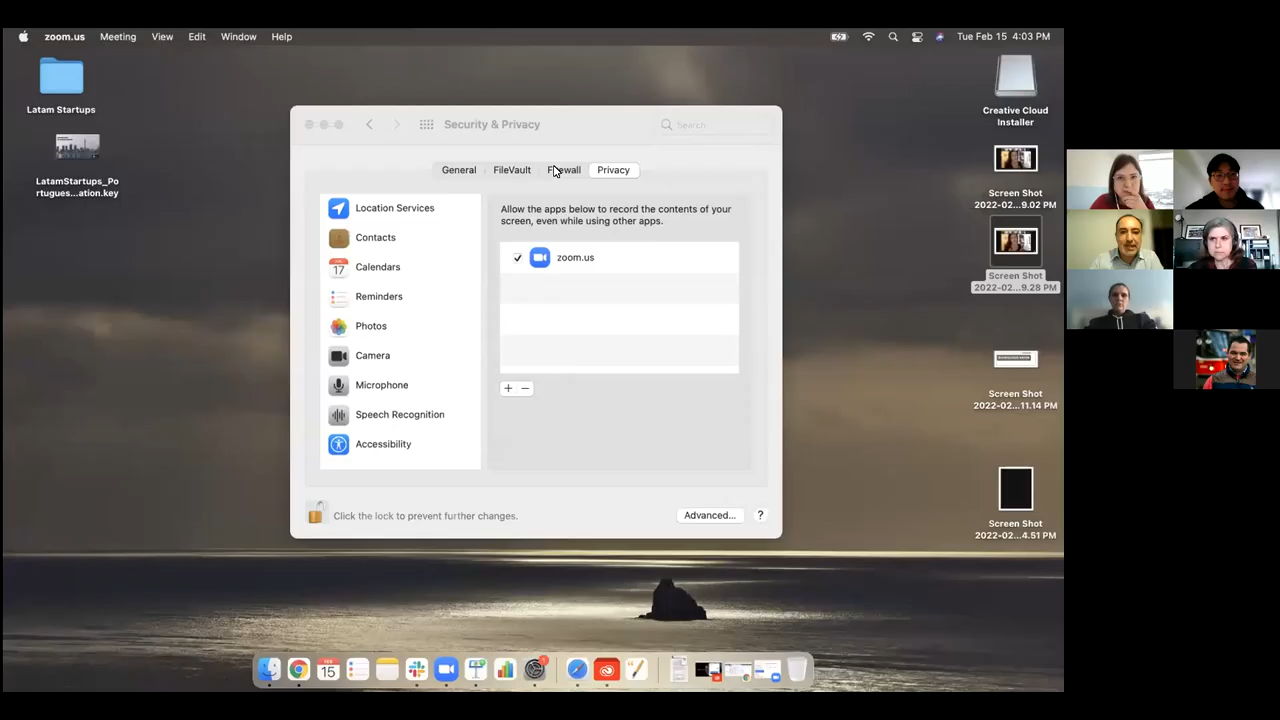 zoom.us Meeting View Edit Window Help
Tue Feb 15 4:03 PM
Latam Startups
LatamStartups_Po
rtugues...ation.key
Security & Privacy
Search
General FileVault Firewall Privacy
Location Services
Contacts
17
Calendars
Reminders
Photos
Camera
Microphone
Speech Recognition
Accessibility
Allow the apps below to record the contents of your
screen, even while using other apps.
zoom.us
+ −
Click the lock to prevent further changes.
Advanced...
?
Creative Cloud
Installer
Screen Shot
2022-02...9.02 PM
Screen Shot
2022-02...9.28 PM
Screen Shot
2022-02...11.14 PM
Screen Shot
2022-02...4.51 PM
FEB
15